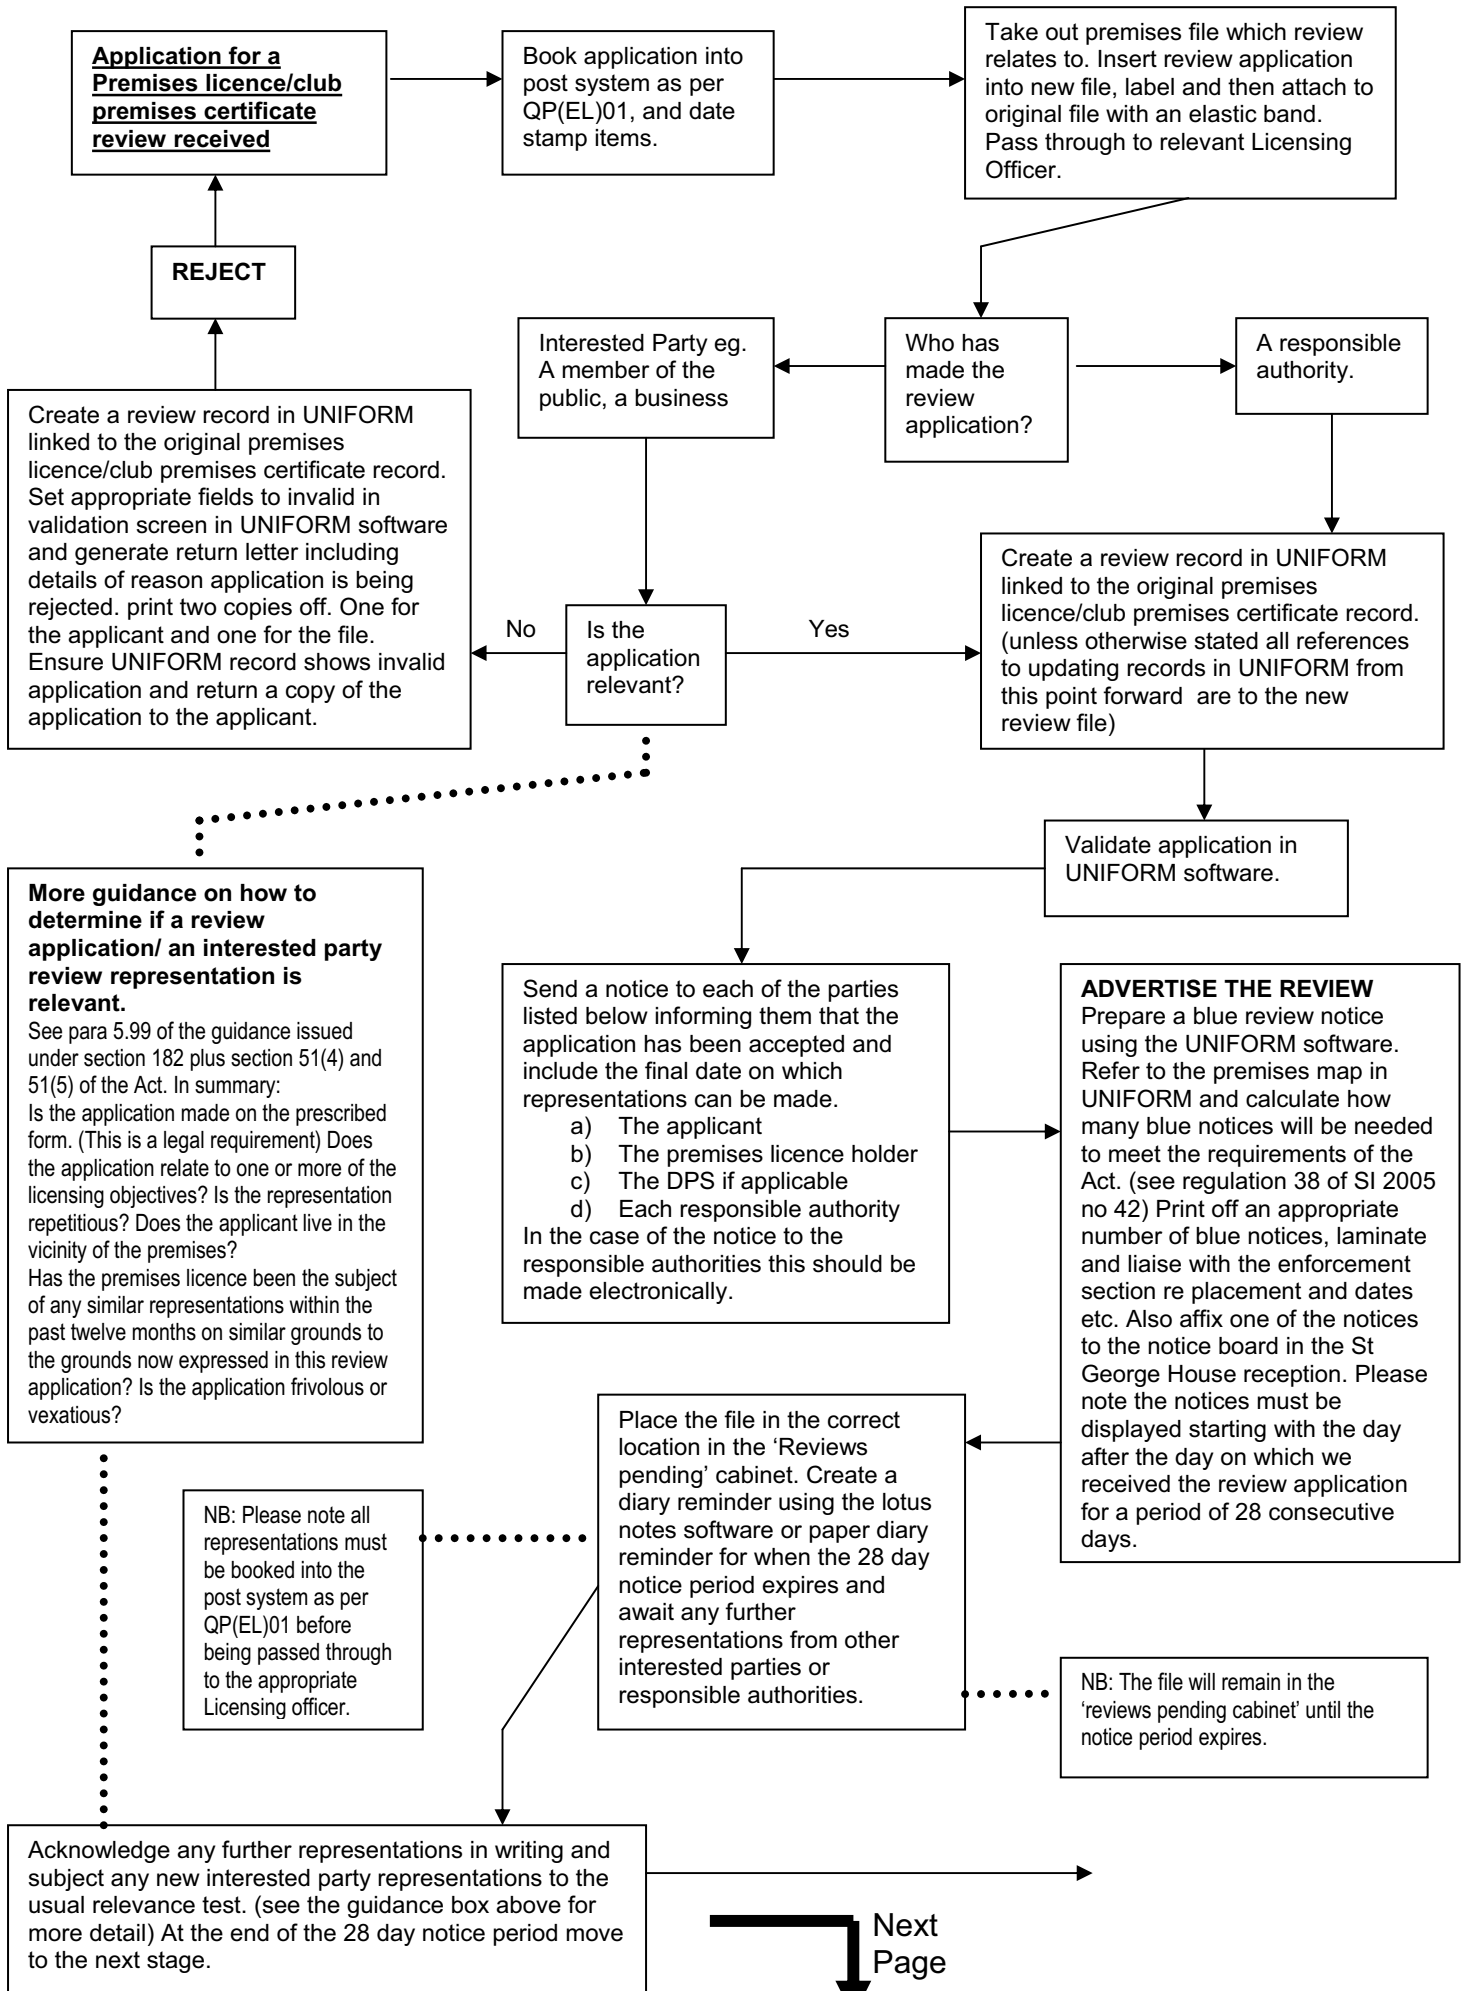 Application for a
Premises licence/club
premises certificate
review received
Book application into
post system as per
QP(EL)01, and date
stamp items.
Take out premises file which review
relates to. Insert review application
into new file, label and then attach to
original file with an elastic band.
Pass through to relevant Licensing
Officer.
REJECT
Interested Party eg.
A member of the
public, a business
Who has
made the
review
application?
A responsible
authority.
Create a review record in UNIFORM
linked to the original premises
licence/club premises certificate record.
Set appropriate fields to invalid in
validation screen in UNIFORM software
and generate return letter including
details of reason application is being
rejected. print two copies off. One for
the applicant and one for the file.
Ensure UNIFORM record shows invalid
application and return a copy of the
application to the applicant.
No
Is the
application
relevant?
Yes
Create a review record in UNIFORM
linked to the original premises
licence/club premises certificate record.
(unless otherwise stated all references
to updating records in UNIFORM from
this point forward are to the new
review file)
Validate application in
UNIFORM software.
More guidance on how to
determine if a review
application/ an interested party
review representation is
relevant.
See para 5.99 of the guidance issued
under section 182 plus section 51(4) and
51(5) of the Act. In summary:
Is the application made on the prescribed
form. (This is a legal requirement) Does
the application relate to one or more of the
licensing objectives? Is the representation
repetitious? Does the applicant live in the
vicinity of the premises?
Has the premises licence been the subject
of any similar representations within the
past twelve months on similar grounds to
the grounds now expressed in this review
application? Is the application frivolous or
vexatious?
Send a notice to each of the parties
listed below informing them that the
application has been accepted and
include the final date on which
representations can be made.
a) The applicant
b) The premises licence holder
c) The DPS if applicable
d) Each responsible authority
In the case of the notice to the
responsible authorities this should be
made electronically.
ADVERTISE THE REVIEW
Prepare a blue review notice
using the UNIFORM software.
Refer to the premises map in
UNIFORM and calculate how
many blue notices will be needed
to meet the requirements of the
Act. (see regulation 38 of SI 2005
no 42) Print off an appropriate
number of blue notices, laminate
and liaise with the enforcement
section re placement and dates
etc. Also affix one of the notices
to the notice board in the St
George House reception. Please
note the notices must be
displayed starting with the day
after the day on which we
received the review application
for a period of 28 consecutive
days.
Place the file in the correct
location in the ‘Reviews
pending’ cabinet. Create a
diary reminder using the lotus
notes software or paper diary
reminder for when the 28 day
notice period expires and
await any further
representations from other
interested parties or
responsible authorities.
NB: Please note all
representations must
be booked into the
post system as per
QP(EL)01 before
being passed through
to the appropriate
Licensing officer.
NB: The file will remain in the
‘reviews pending cabinet’ until the
notice period expires.
Acknowledge any further representations in writing and
subject any new interested party representations to the
usual relevance test. (see the guidance box above for
more detail) At the end of the 28 day notice period move
to the next stage.
Next
Page